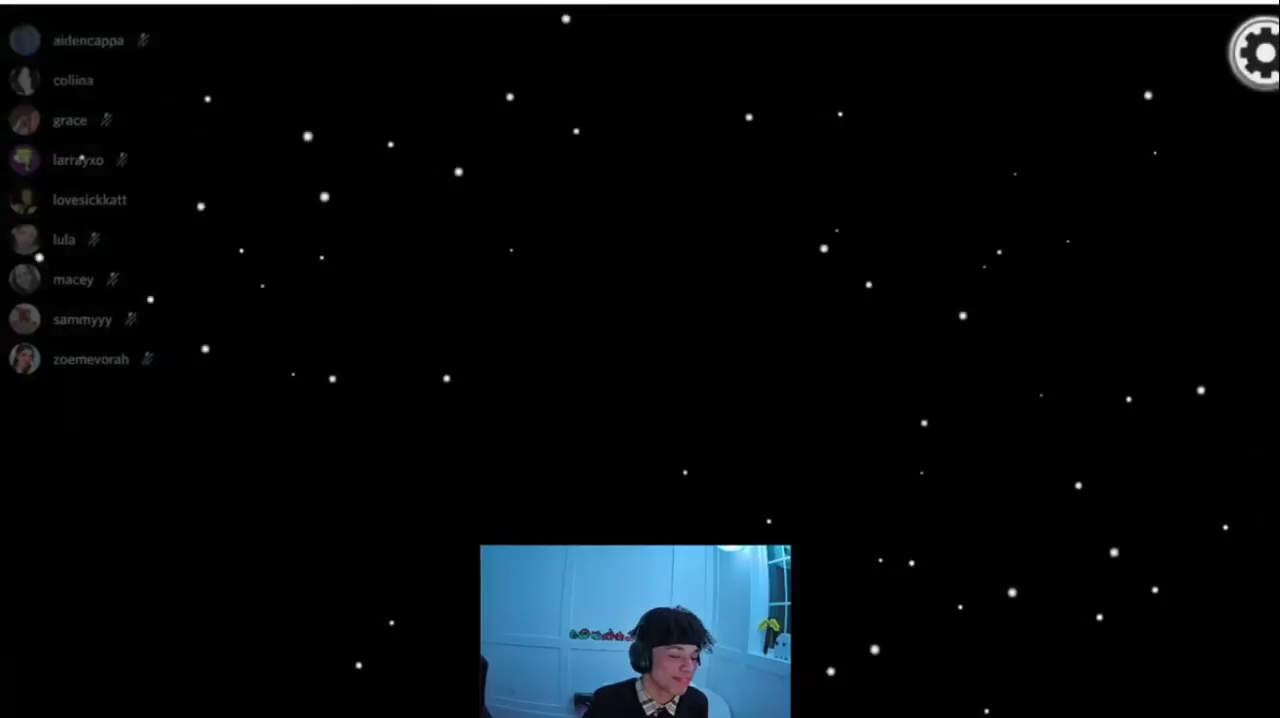 aidencappa
coliina
grace
larrayxo
lovesickkatt
lula
macey
sammyyy
zoemevorah